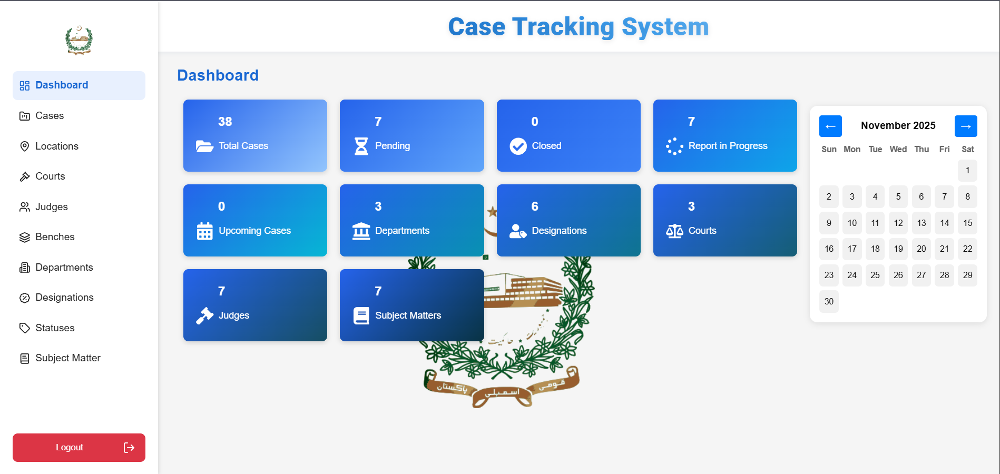 Case Tracking System
Dashboard
Cases
Locations
Courts
Judges
Benches
Departments
Designations
Statuses
Subject Matter
Logout
Dashboard
38
Total Cases
7
Pending
0
Closed
7
Report in Progress
0
Upcoming Cases
3
Departments
6
Designations
3
Courts
7
Judges
7
Subject Matters
← November 2025 →
Sun Mon Tue Wed Thu Fri Sat
1
2 3 4 5 6 7 8
9 10 11 12 13 14 15
16 17 18 19 20 21 22
23 24 25 26 27 28 29
30
حاکمیت
قومی اسمبلی پاکستان